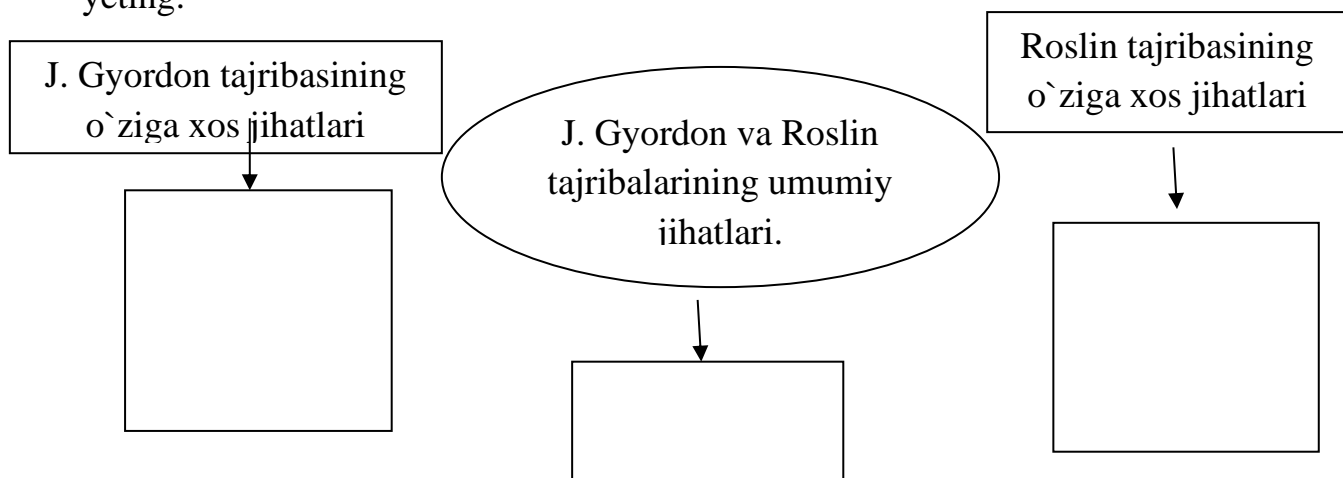 yeting.
J. Gyordon tajribasining
o`ziga xos jihatlari
J. Gyordon va Roslin
tajribalarining umumiy
jihatlari.
Roslin tajribasining
o`ziga xos jihatlari